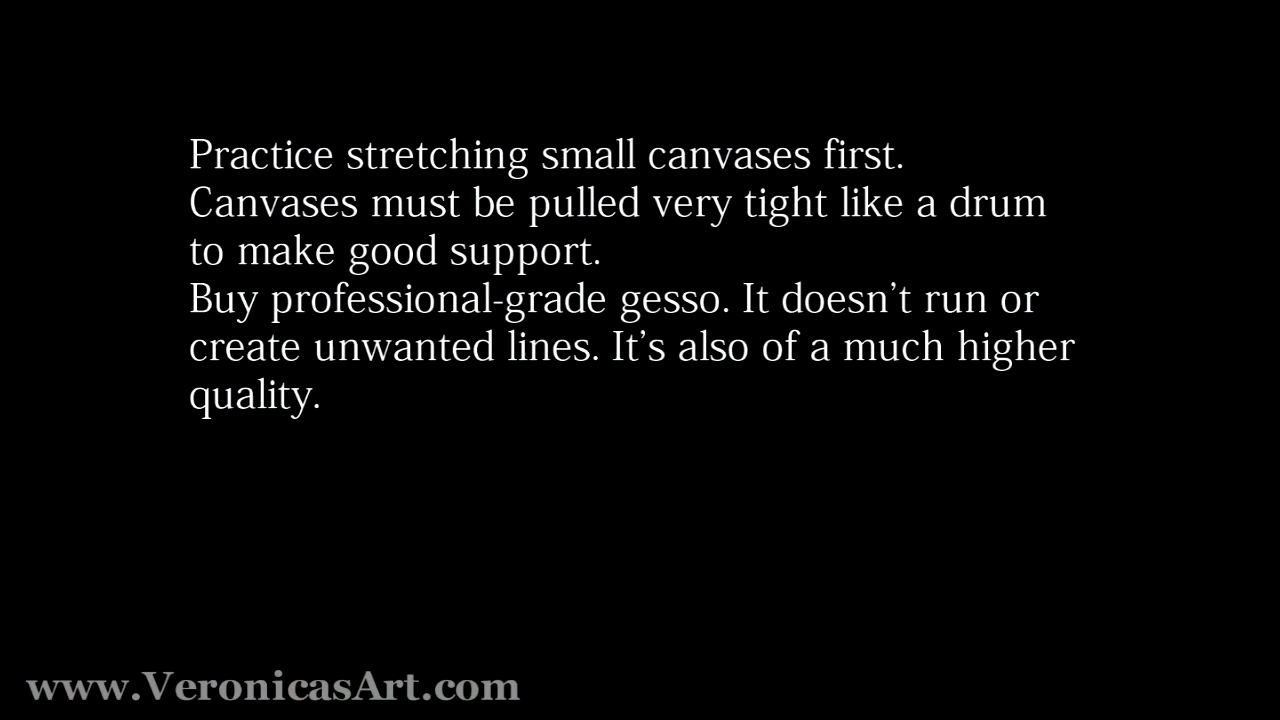 Practice stretching small canvases first.
Canvases must be pulled very tight like a drum
to make good support.
Buy professional-grade gesso. It doesn’t run or
create unwanted lines. It’s also of a much higher
quality.
www.VeronicasArt.com